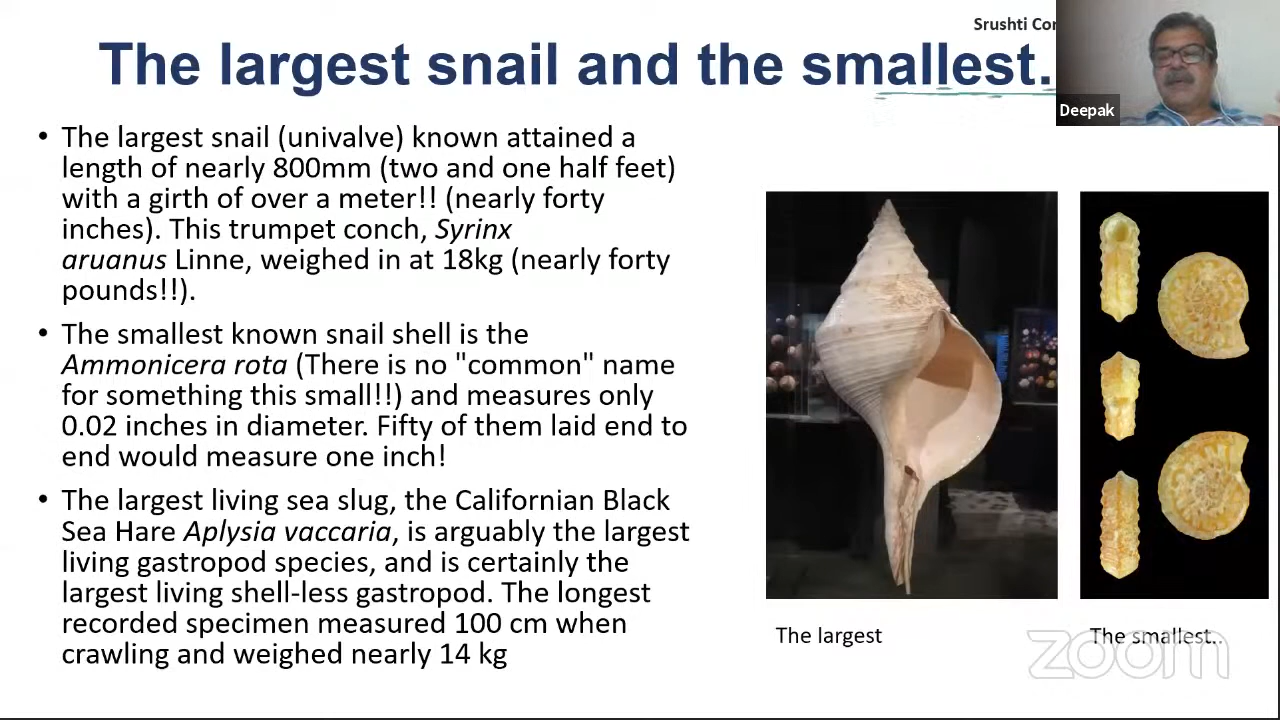 Srushti Con
The largest snail and the smallest.
Deepak
• The largest snail (univalve) known attained a
length of nearly 800mm (two and one half feet)
with a girth of over a meter!! (nearly forty
inches). This trumpet conch, Syrinx
aruanus Linne, weighed in at 18kg (nearly forty
pounds!!).
• The smallest known snail shell is the
Ammonicera rota (There is no "common" name
for something this small!!) and measures only
0.02 inches in diameter. Fifty of them laid end to
end would measure one inch!
• The largest living sea slug, the Californian Black
Sea Hare Aplysia vaccaria, is arguably the largest
living gastropod species, and is certainly the
largest living shell-less gastropod. The longest
recorded specimen measured 100 cm when
crawling and weighed nearly 14 kg
The largest
The smallest..
zoom